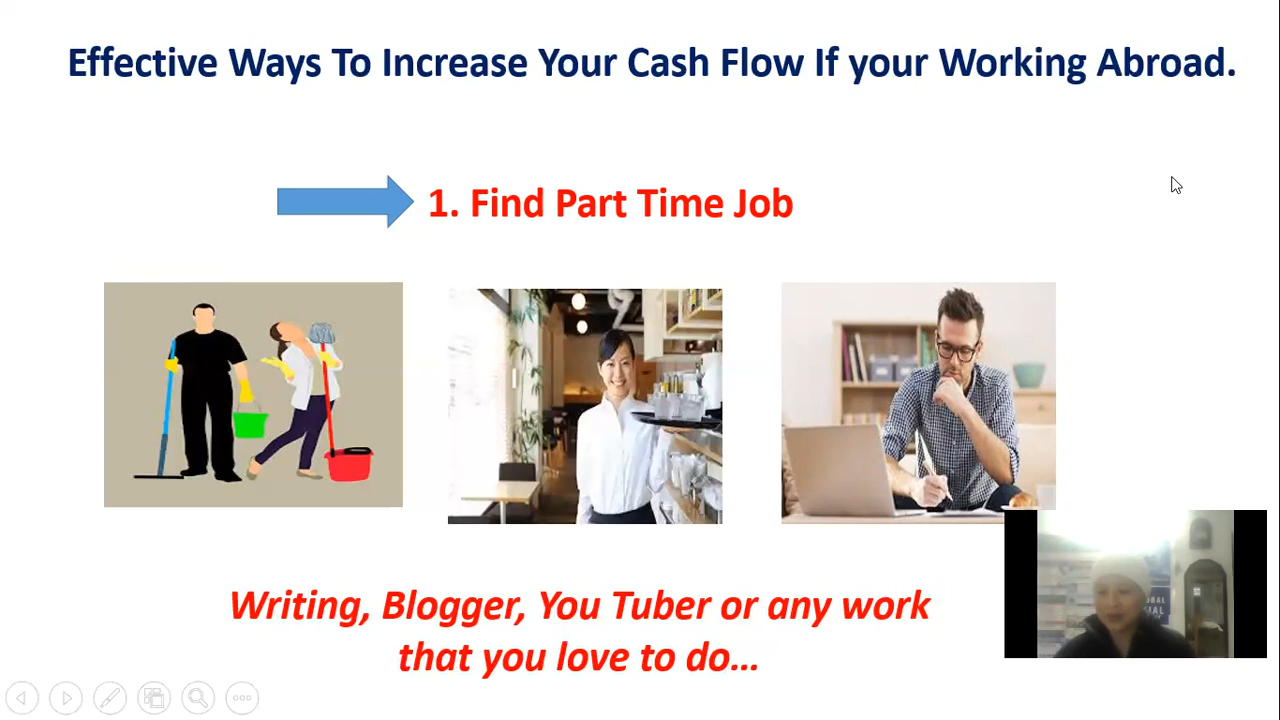 Effective Ways To Increase Your Cash Flow If your Working Abroad.
1. Find Part Time Job
Writing, Blogger, You Tuber or any work
that you love to do...